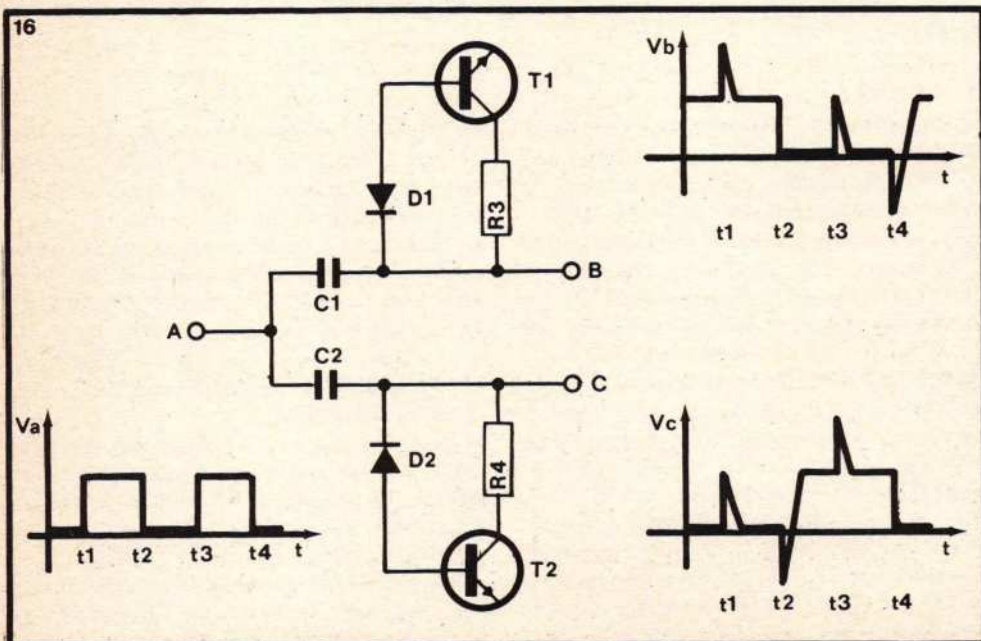 16
T1
Vb
D1
R3
t
t1 t2 t3 t4
B
C1
A
C2
C
Va
Vc
D2
R4
t1 t2 t3 t4 t
T2
t
t1 t2 t3 t4